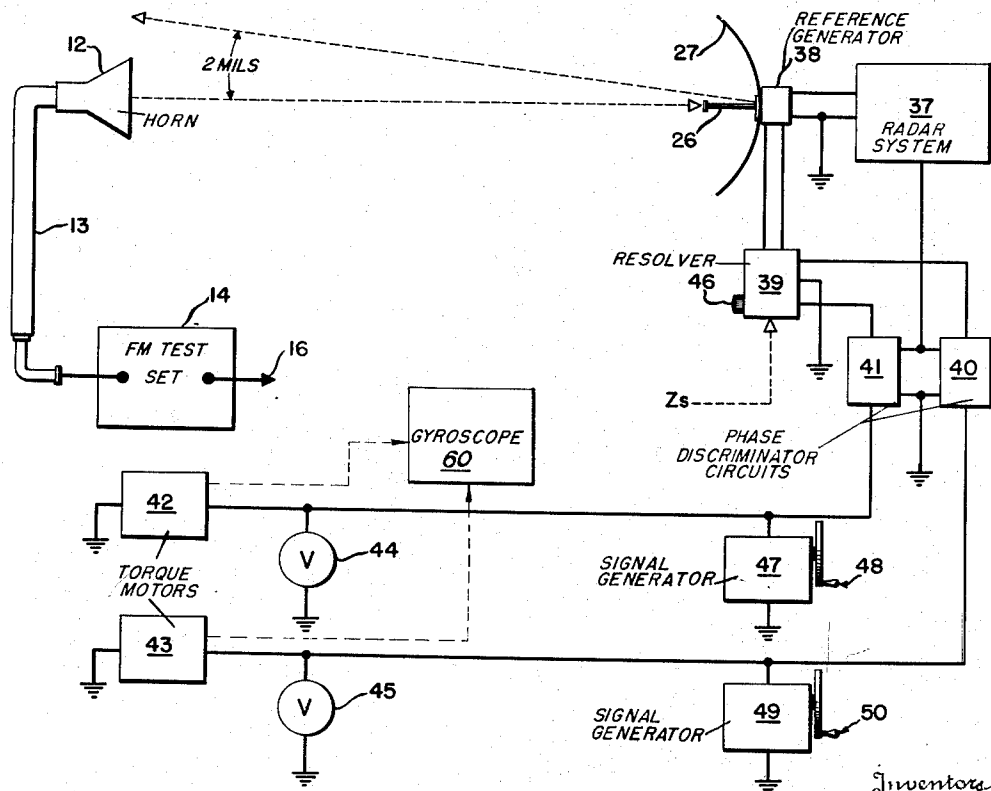 12
2 MILS
HORN
13
27
REFERENCE
GENERATOR
38
26
37
RADAR
SYSTEM
RESOLVER
46
39
Zs
41
40
PHASE
DISCRIMINATOR
CIRCUITS
14
FM TEST
SET
16
GYROSCOPE
60
42
TORQUE
MOTORS
43
V
44
V
45
SIGNAL
GENERATOR
47
48
SIGNAL
GENERATOR
49
50
Inventors